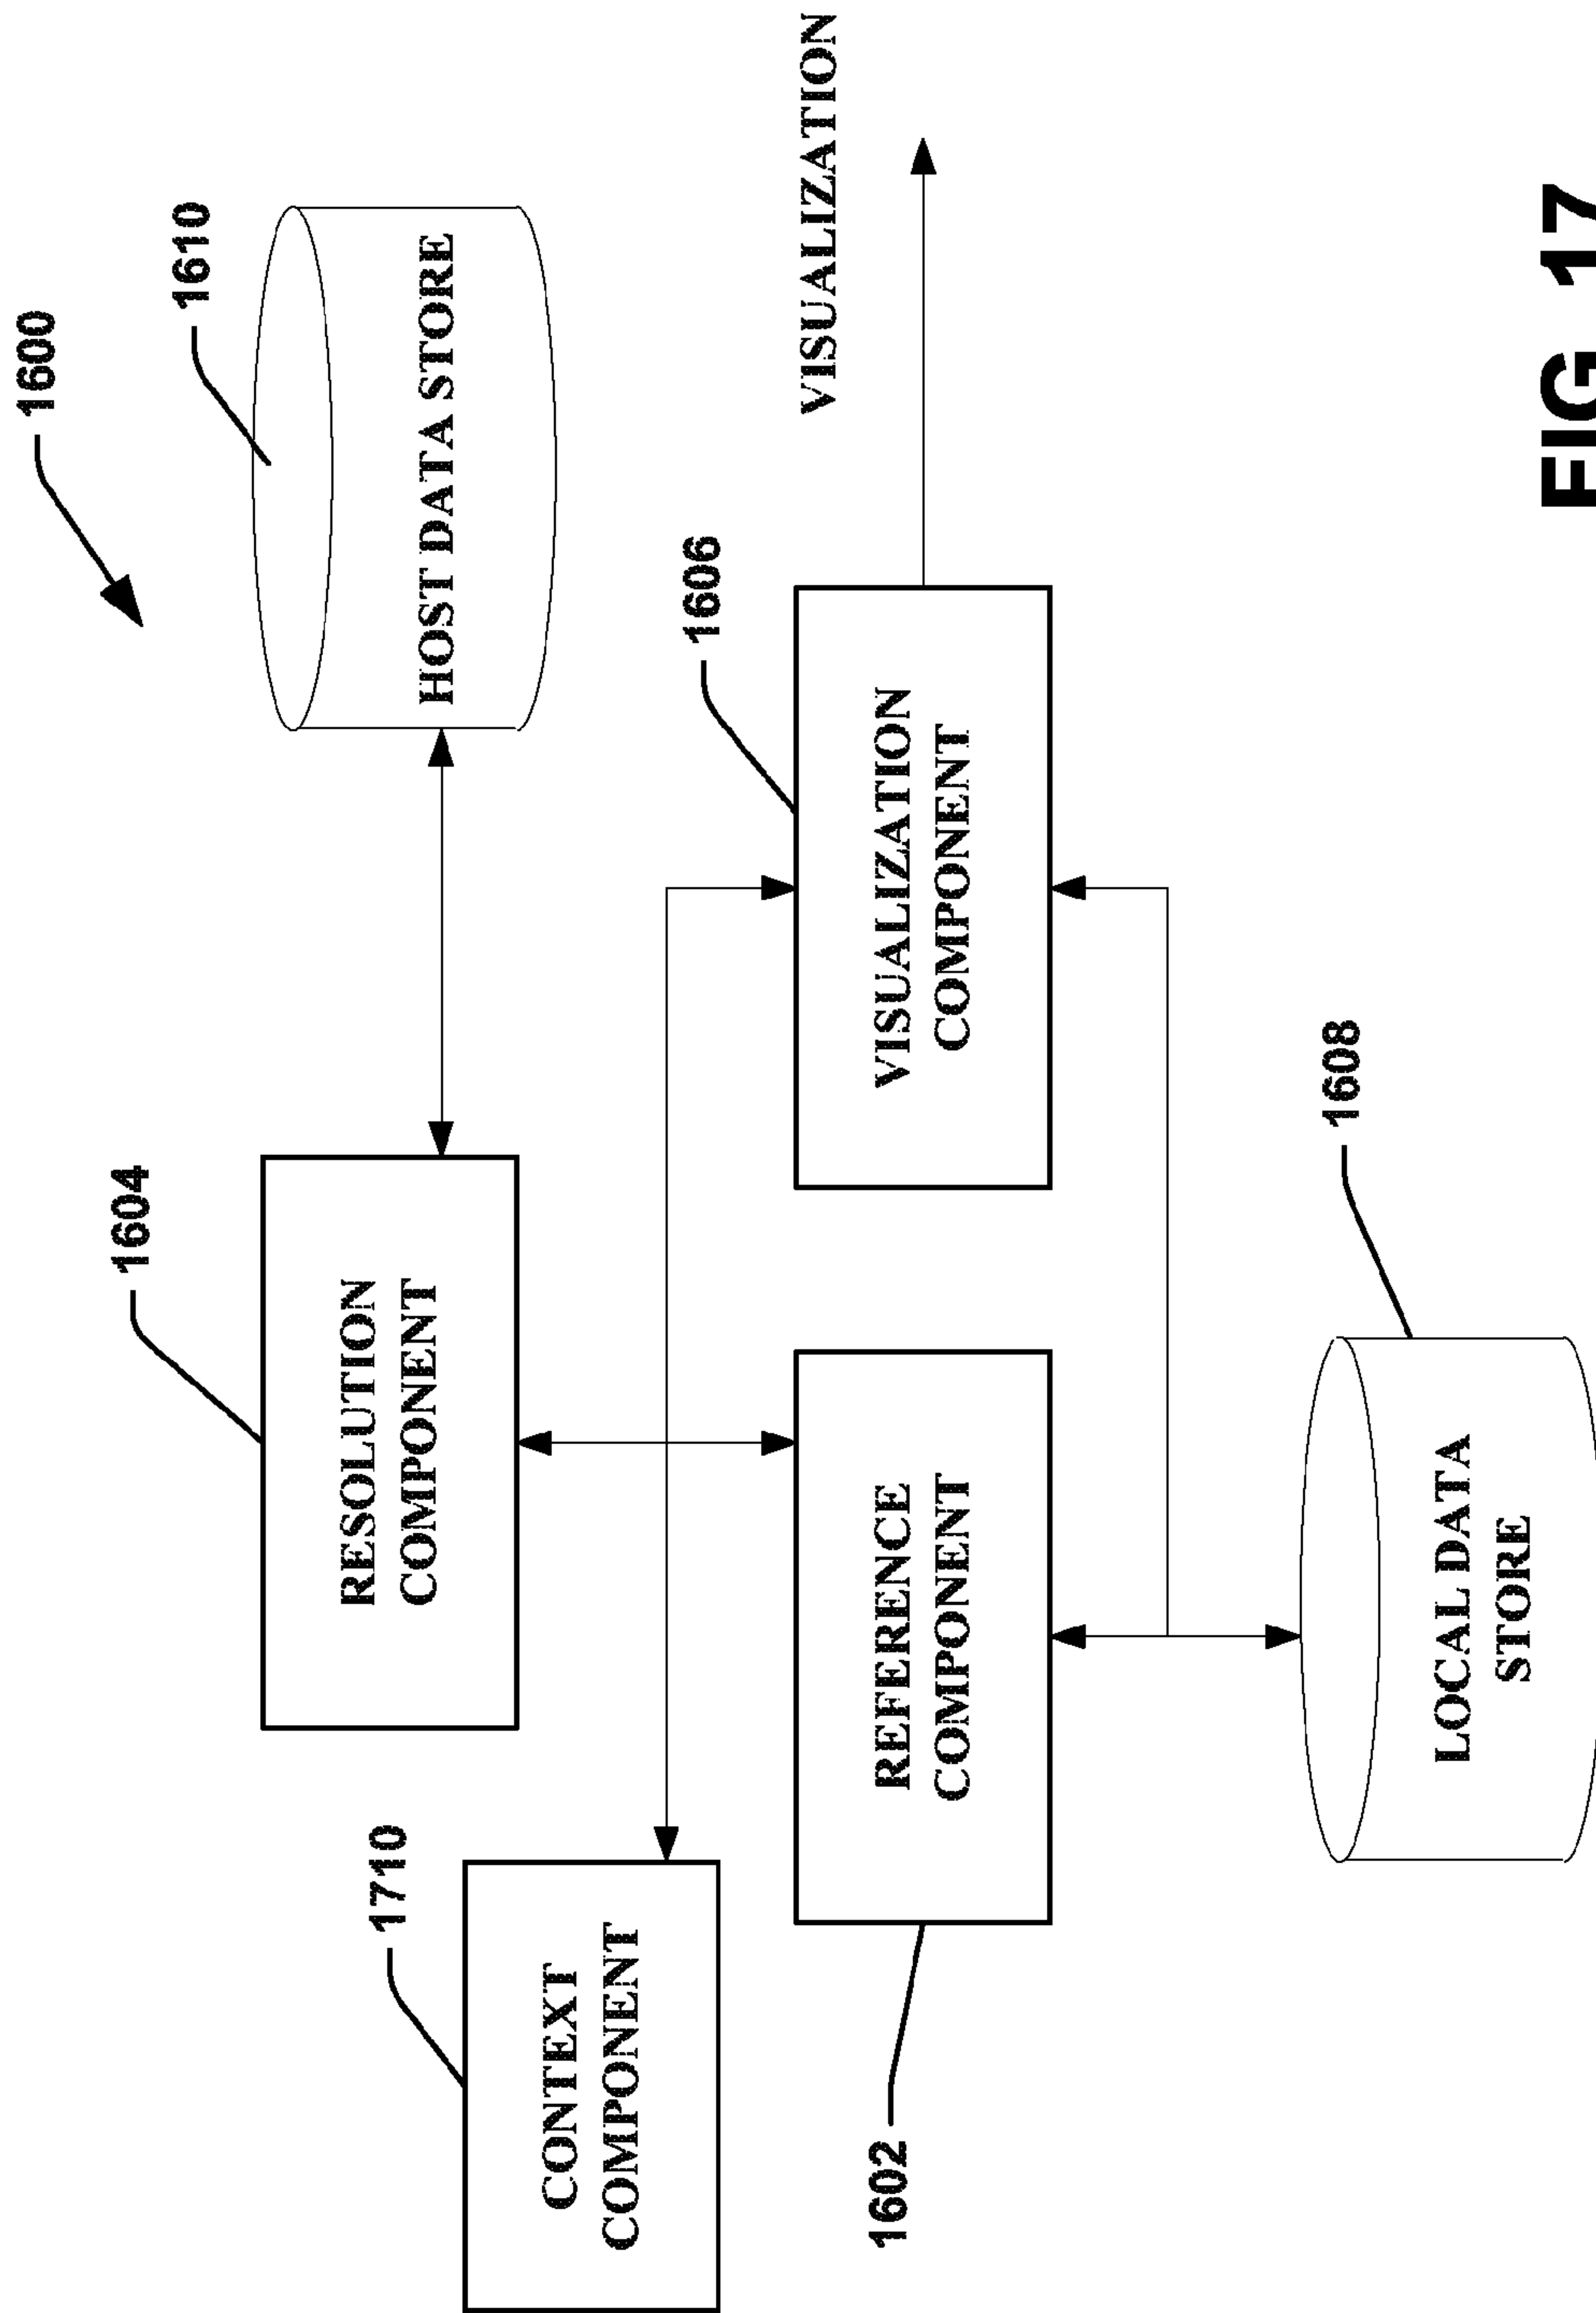 1600
1610
HOST DATA STORE
1604
RESOLUTION
COMPONENT
1710
CONTEXT
COMPONENT
1606
VISUALIZATION
COMPONENT
VISUALIZATION
REFERENCE
COMPONENT
1602
1608
LOCAL DATA
STORE
FIG 17